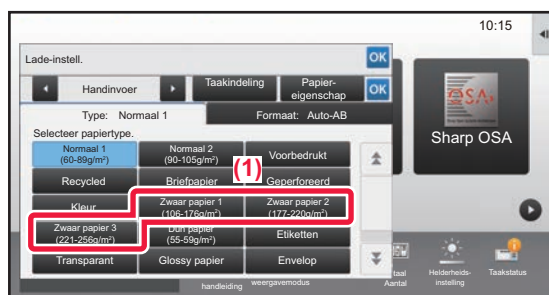 10:15
Lade-instell.
OK
Handinvoer
Taakindeling
Papier-
eigenschap
OK
Type: Normaal 1
Formaat: Auto-AB
Selecteer papiertype.
Normaal 1
(60-89g/m²)
Normaal 2
(90-105g/m²)
Voorbedrukt
Recycled
Briefpapier
Geperforeerd
(1)
Kleur
Zwaar papier 1
(106-176g/m²)
Zwaar papier 2
(177-220g/m²)
Zwaar papier 3
(221-256g/m²)
Dun papier
(55-59g/m²)
Etiketten
Transparant
Glossy papier
Envelop
OSA
Sharp OSA
handleiding
weergavemodus
taal
Aantal
Helderheids-
instelling
Taakstatus